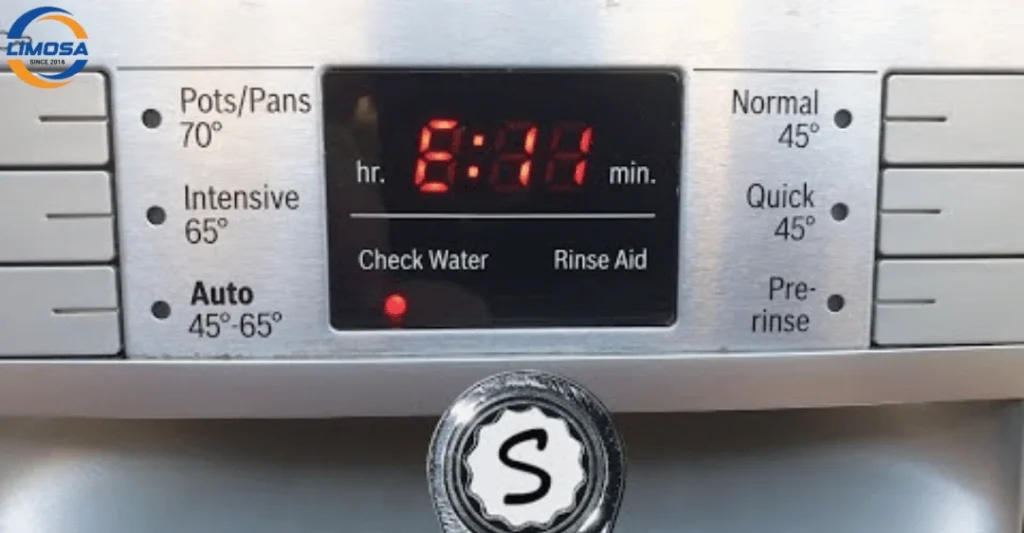 LIMOSA
SINCE 2016
Pots/Pans
70°
Intensive
65°
Auto
45°-65°
hr.
E:11
min.
Check Water
Rinse Aid
Normal
45°
Quick
45°
Pre-
rinse
S